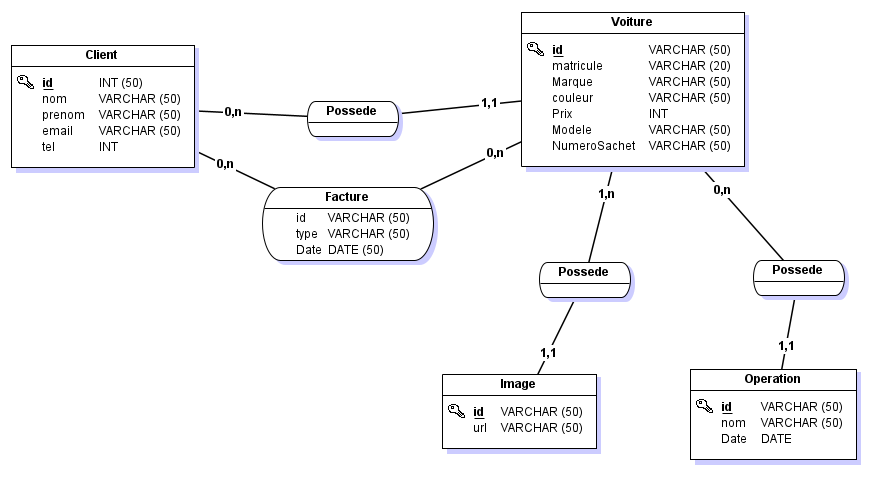 Client
id INT (50)
nom VARCHAR (50)
prenom VARCHAR (50)
email VARCHAR (50)
tel INT
0,n
Possede
1,1
Voiture
id VARCHAR (50)
matricule VARCHAR (20)
Marque VARCHAR (50)
couleur VARCHAR (50)
Prix INT
Modele VARCHAR (50)
NumeroSachet VARCHAR (50)
0,n
Facture
id VARCHAR (50)
type VARCHAR (50)
Date DATE (50)
0,n
1,n
Possede
1,1
Image
id VARCHAR (50)
url VARCHAR (50)
0,n
Possede
1,1
Operation
id VARCHAR (50)
nom VARCHAR (50)
Date DATE